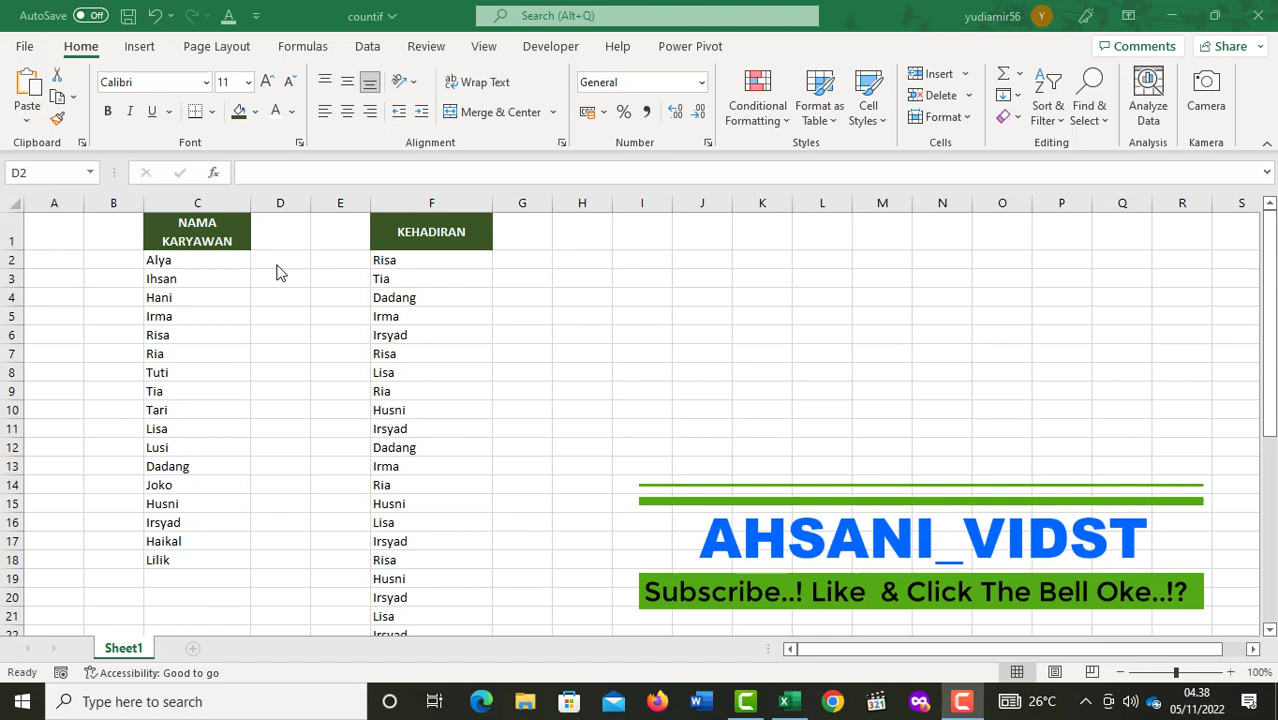 AutoSave Off countif Search (Alt+Q) yudiamir56 Y
File Home Insert Page Layout Formulas Data Review View Developer Help Power Pivot Comments Share
Paste Calibri 11 Wrap Text General Conditional Formatting Format as Table Cell Styles Insert Sort & Filter Find & Select Analyze Data Camera
B I U Merge & Center Delete
Format
Clipboard Font Alignment Number Styles Cells Editing Analysis Kamera
D2 fx
A B C D E F G H I J K L M N O P Q R S
1 NAMA KARYAWAN KEHADIRAN
2 Alya Risa
3 Ihsan Tia
4 Hani Dadang
5 Irma Irma
6 Risa Irsyad
7 Ria Risa
8 Tuti Lisa
9 Tia Ria
10 Tari Husni
11 Lisa Irsyad
12 Lusi Dadang
13 Dadang Irma
14 Joko Ria
15 Husni Husni
16 Irsyad Lisa
17 Haikal Irsyad
18 Lilik Risa
19 Husni
20 Irsyad
21 Lisa
22 Irsyad
AHSANI_VIDST
Subscribe..! Like & Click The Bell Oke..!?
Sheet1
Ready Accessibility: Good to go 100%
Type here to search 26°C 04.38
05/11/2022